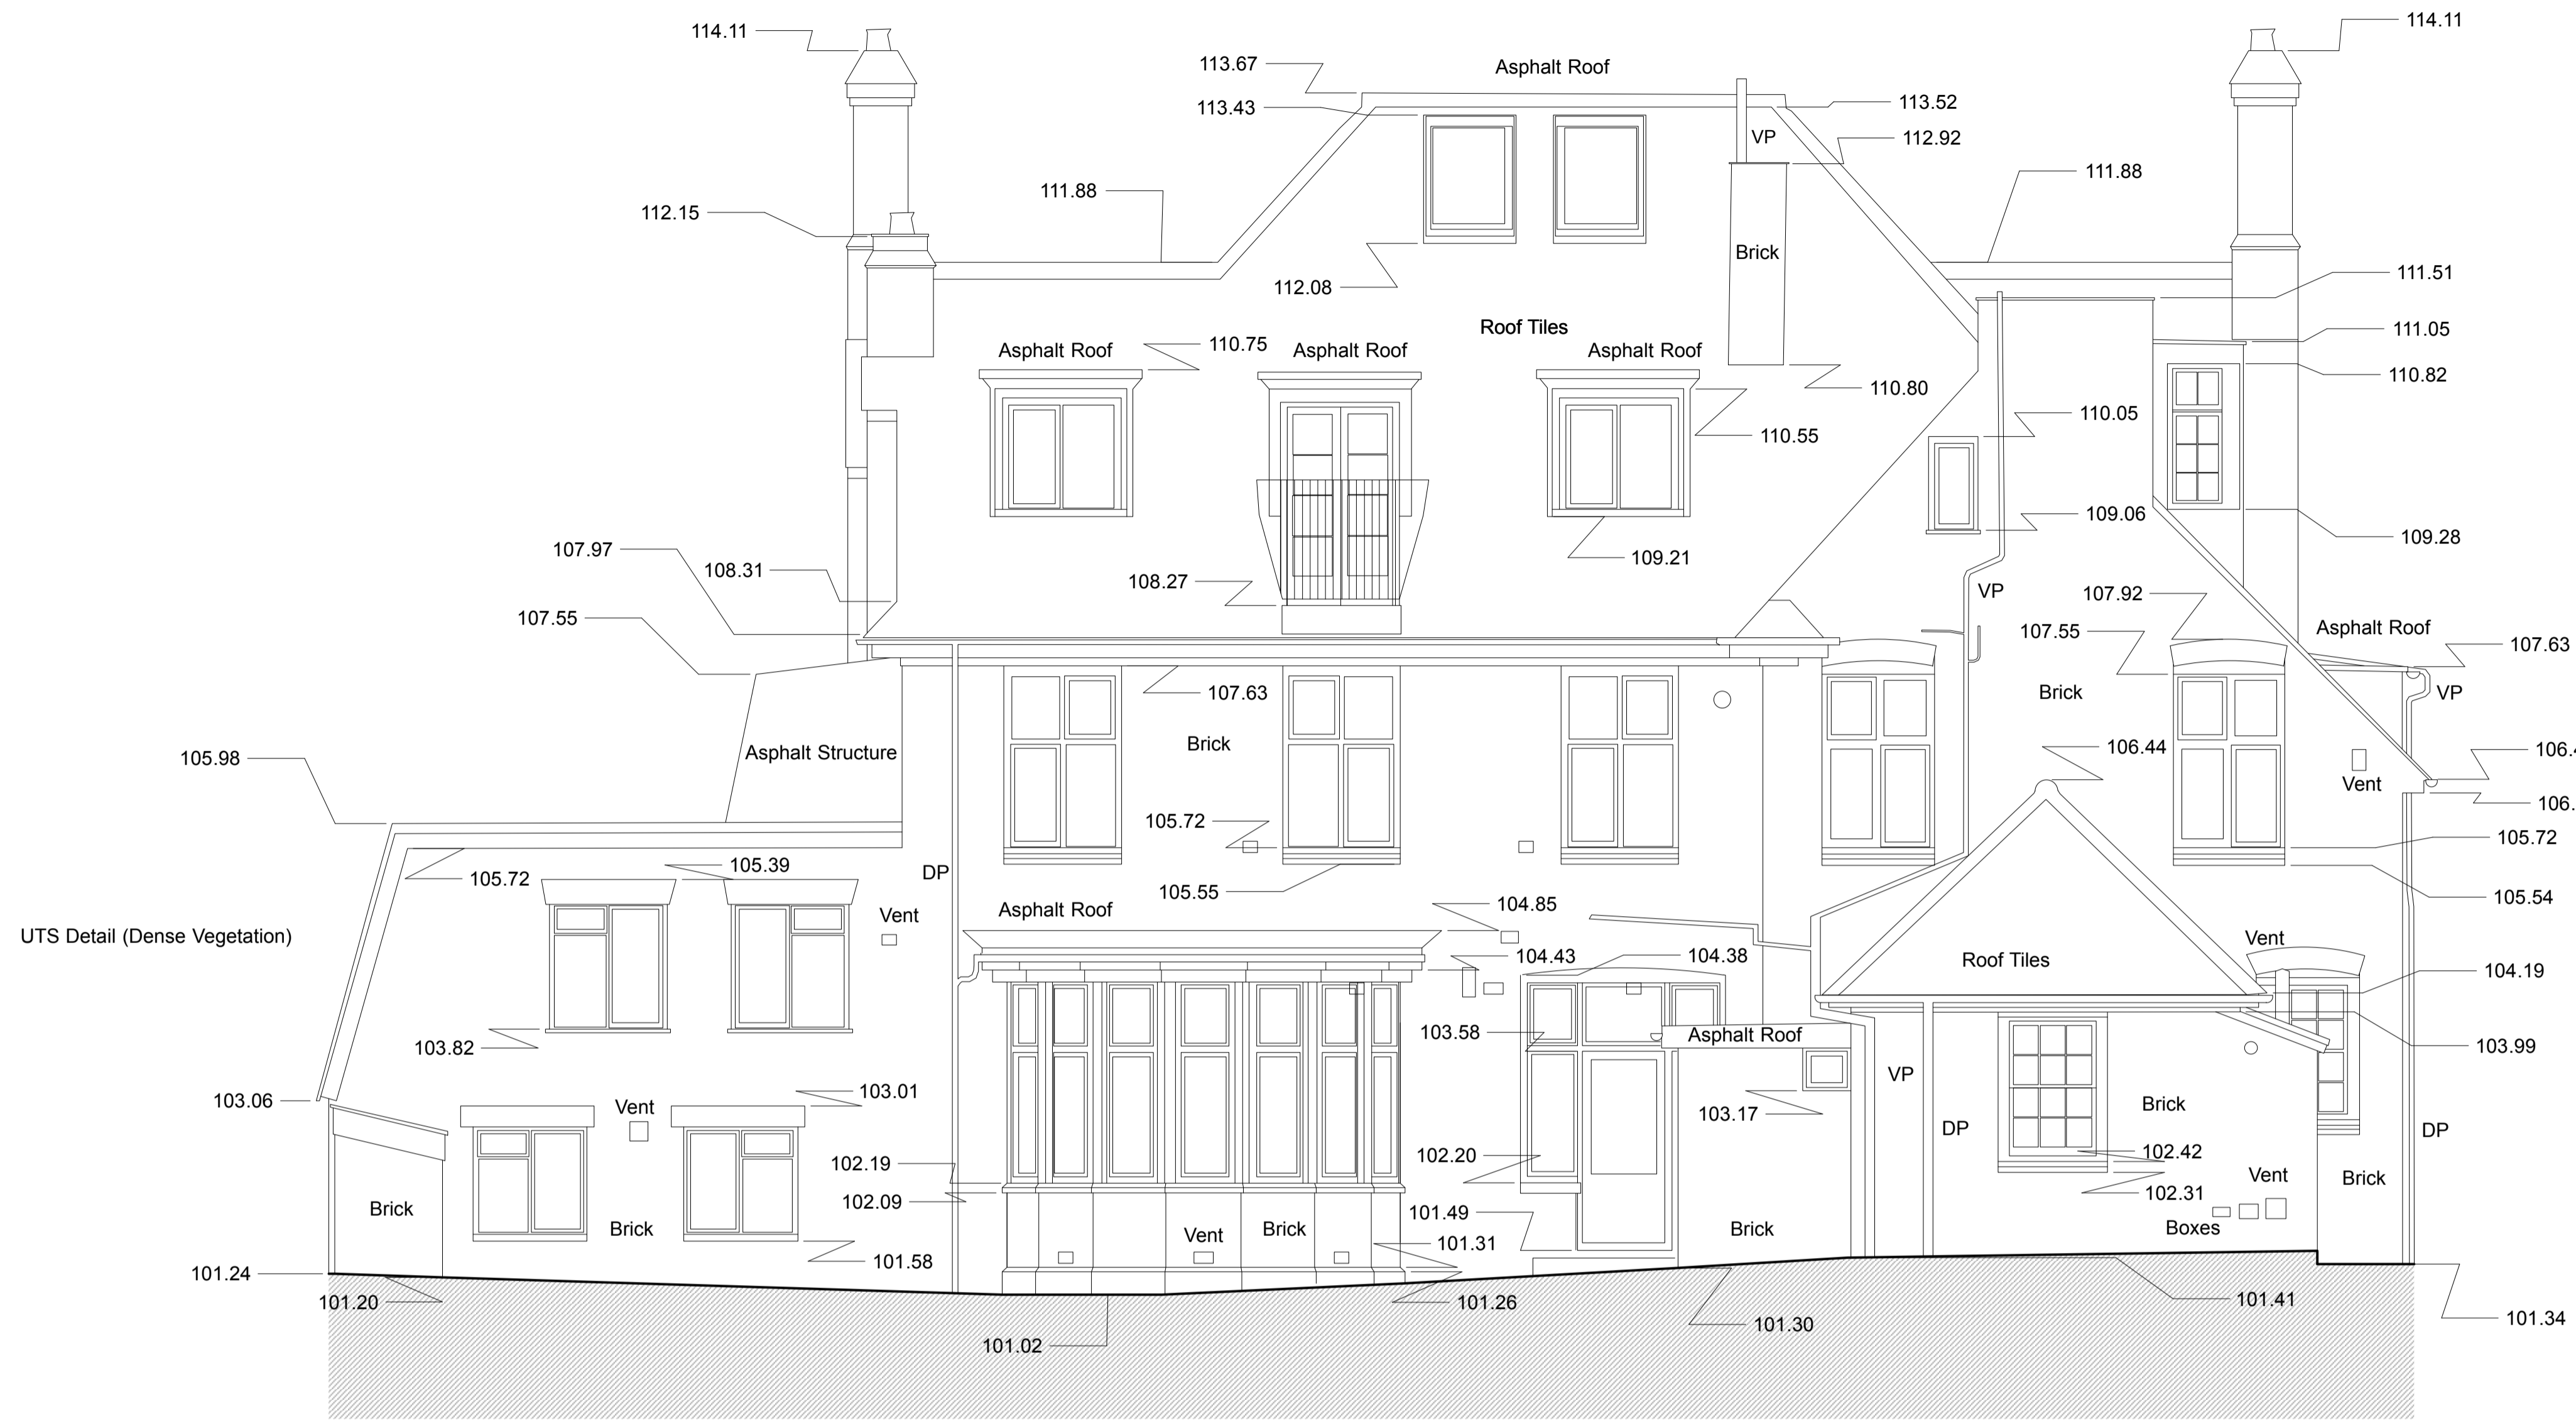 114.11
114.11
113.67
Asphalt Roof
113.43
113.52
VP
112.92
111.88
111.88
112.15
Brick
111.51
112.08
Roof Tiles
111.05
110.75
Asphalt Roof
Asphalt Roof
Asphalt Roof
110.82
110.80
110.05
110.55
109.06
109.28
107.97
109.21
108.31
108.27
VP
107.92
107.55
107.55
Asphalt Roof
107.63
107.63
Brick
VP
Brick
106.44
Asphalt Structure
105.98
Vent
105.72
105.72
105.39
DP
105.72
105.55
105.54
Asphalt Roof
104.85
Vent
UTS Detail (Dense Vegetation)
Vent
104.43
104.38
Roof Tiles
104.19
103.58
Asphalt Roof
103.82
103.99
VP
103.01
103.06
Vent
103.17
Brick
DP
DP
102.19
102.20
102.42
102.09
Vent
Brick
102.31
Brick
Brick
101.49
Vent
Brick
Brick
Boxes
101.31
101.58
101.24
101.20
101.26
101.41
101.30
101.34
101.02